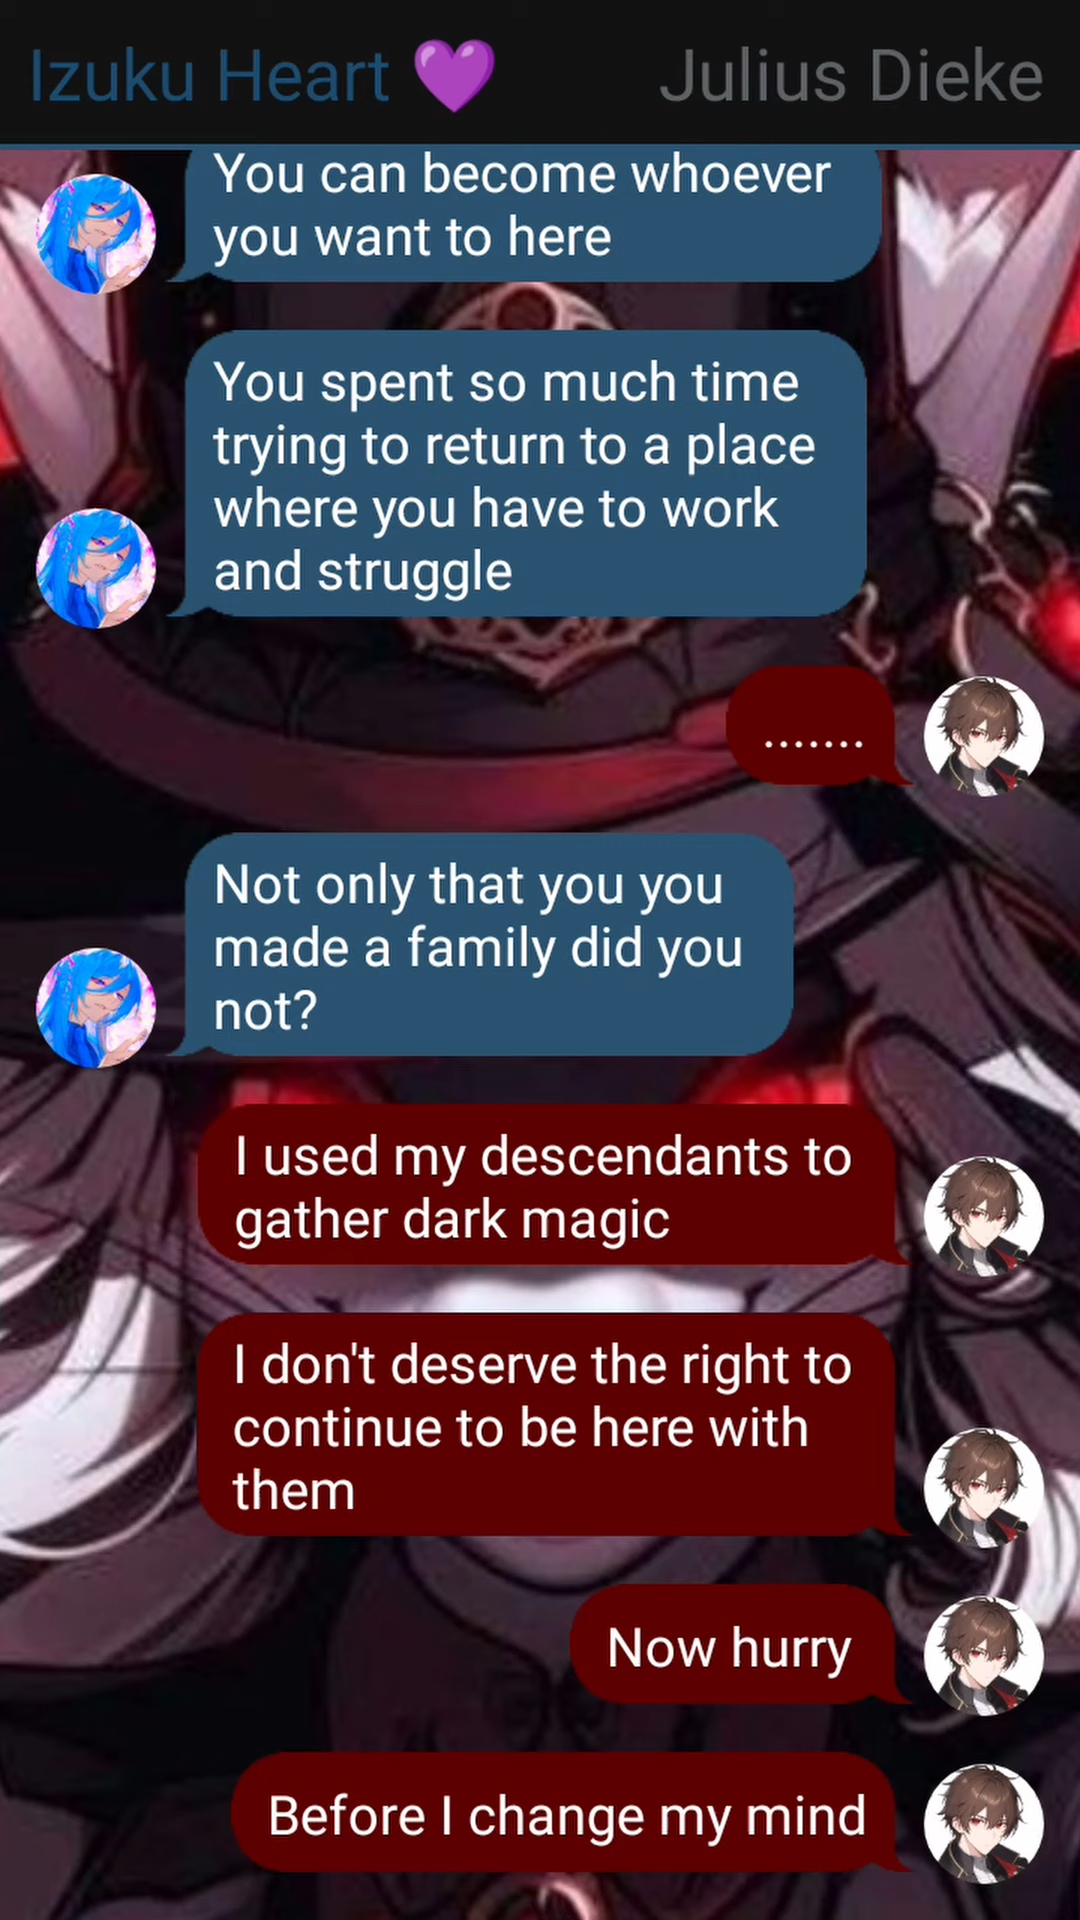 Izuku Heart 💜 Julius Dieke
You can become whoever
you want to here
You spent so much time
trying to return to a place
where you have to work
and struggle
.......
Not only that you you
made a family did you
not?
I used my descendants to
gather dark magic
I don't deserve the right to
continue to be here with
them
Now hurry
Before I change my mind